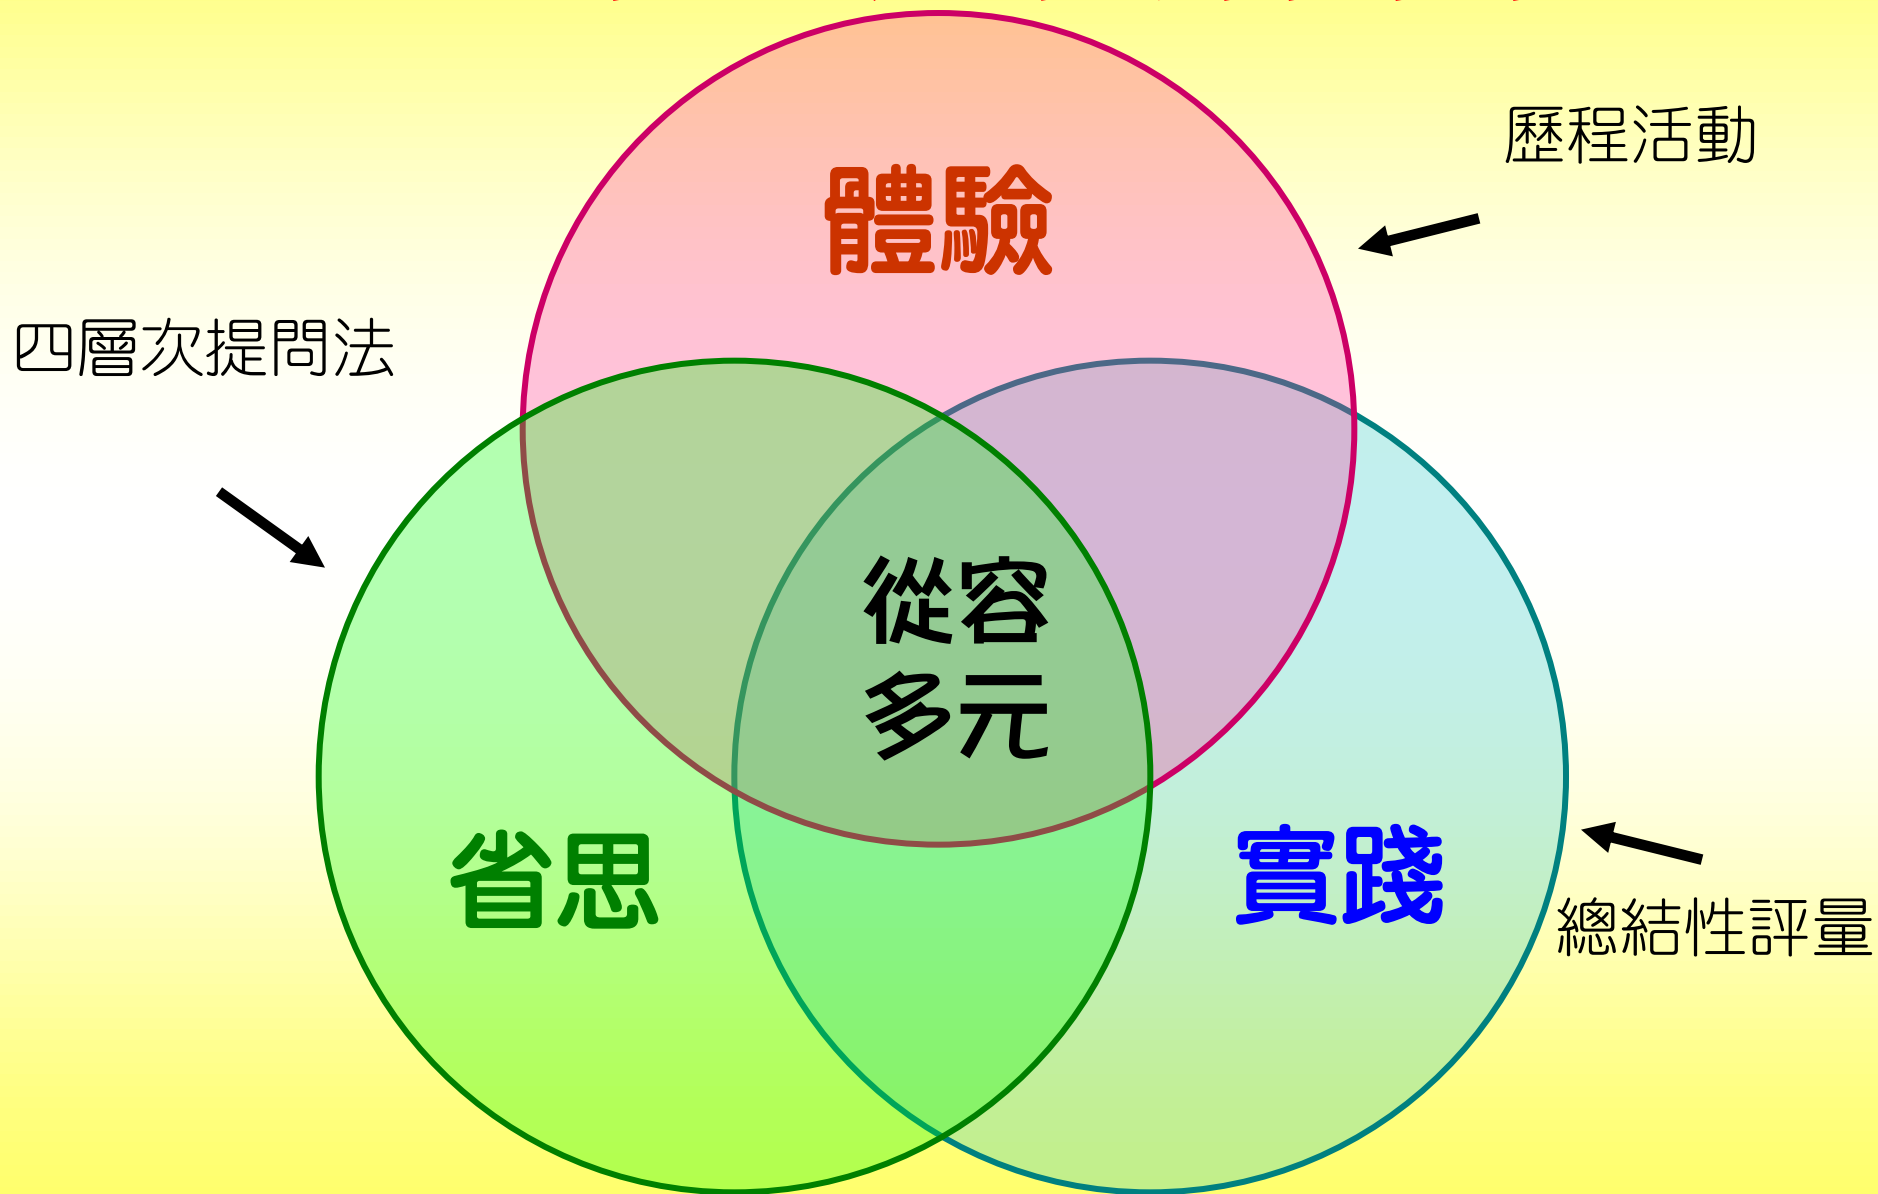 歷程活動
體驗
四層次提問法
從容
多元
省思
實踐
總結性評量